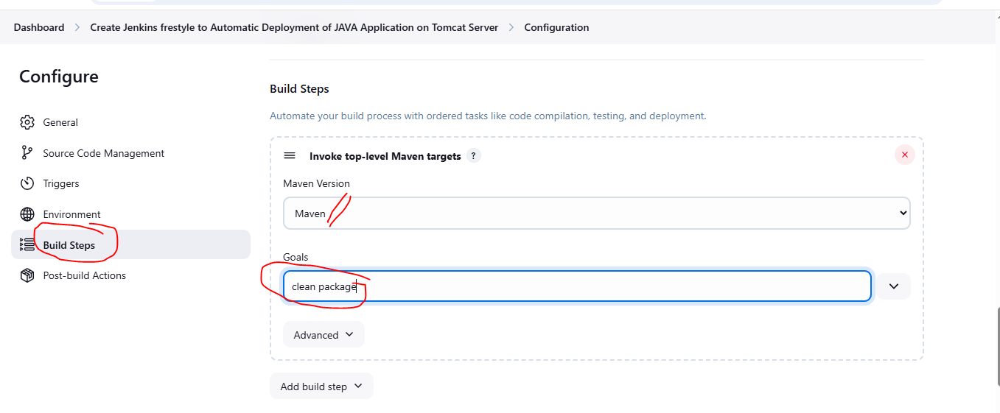 Dashboard > Create Jenkins frestyle to Automatic Deployment of JAVA Application on Tomcat Server > Configuration
Configure
General
Source Code Management
Triggers
Environment
Build Steps
Post-build Actions
Build Steps
Automate your build process with ordered tasks like code compilation, testing, and deployment.
Invoke top-level Maven targets ?
Maven Version
Maven
Goals
clean package
Advanced
Add build step